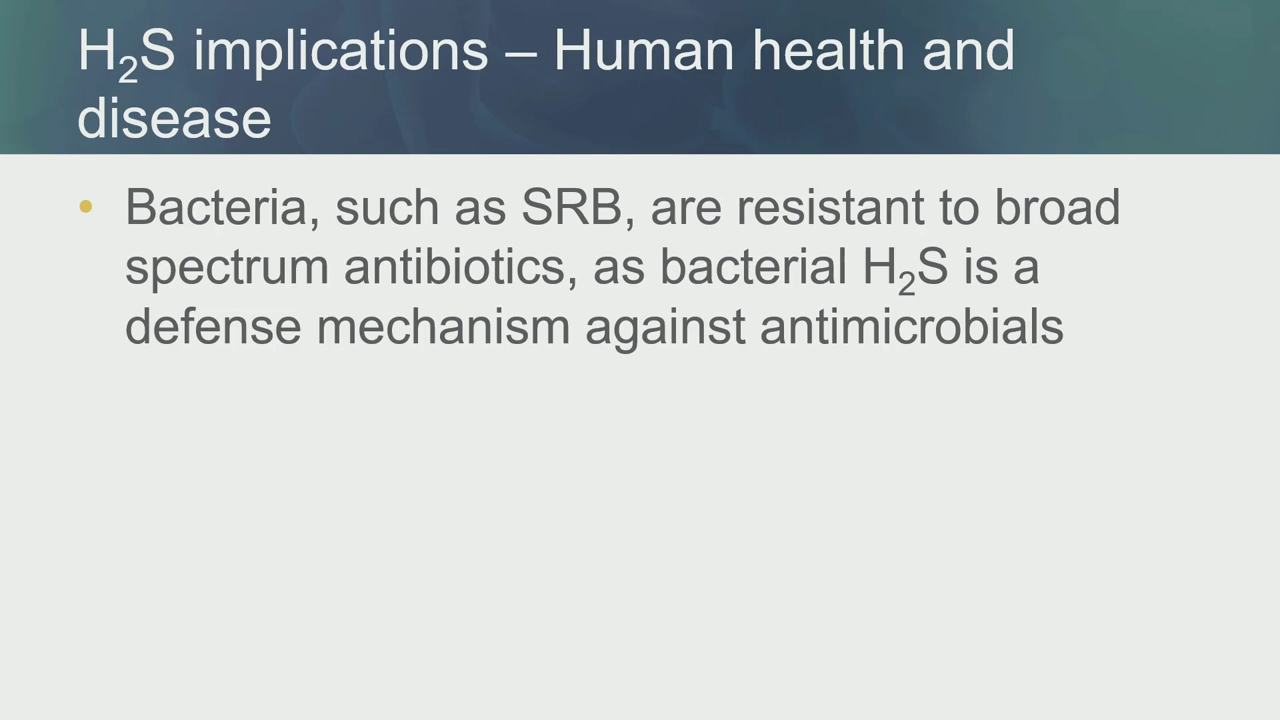 H₂S implications – Human health and
disease
• Bacteria, such as SRB, are resistant to broad
spectrum antibiotics, as bacterial H₂S is a
defense mechanism against antimicrobials